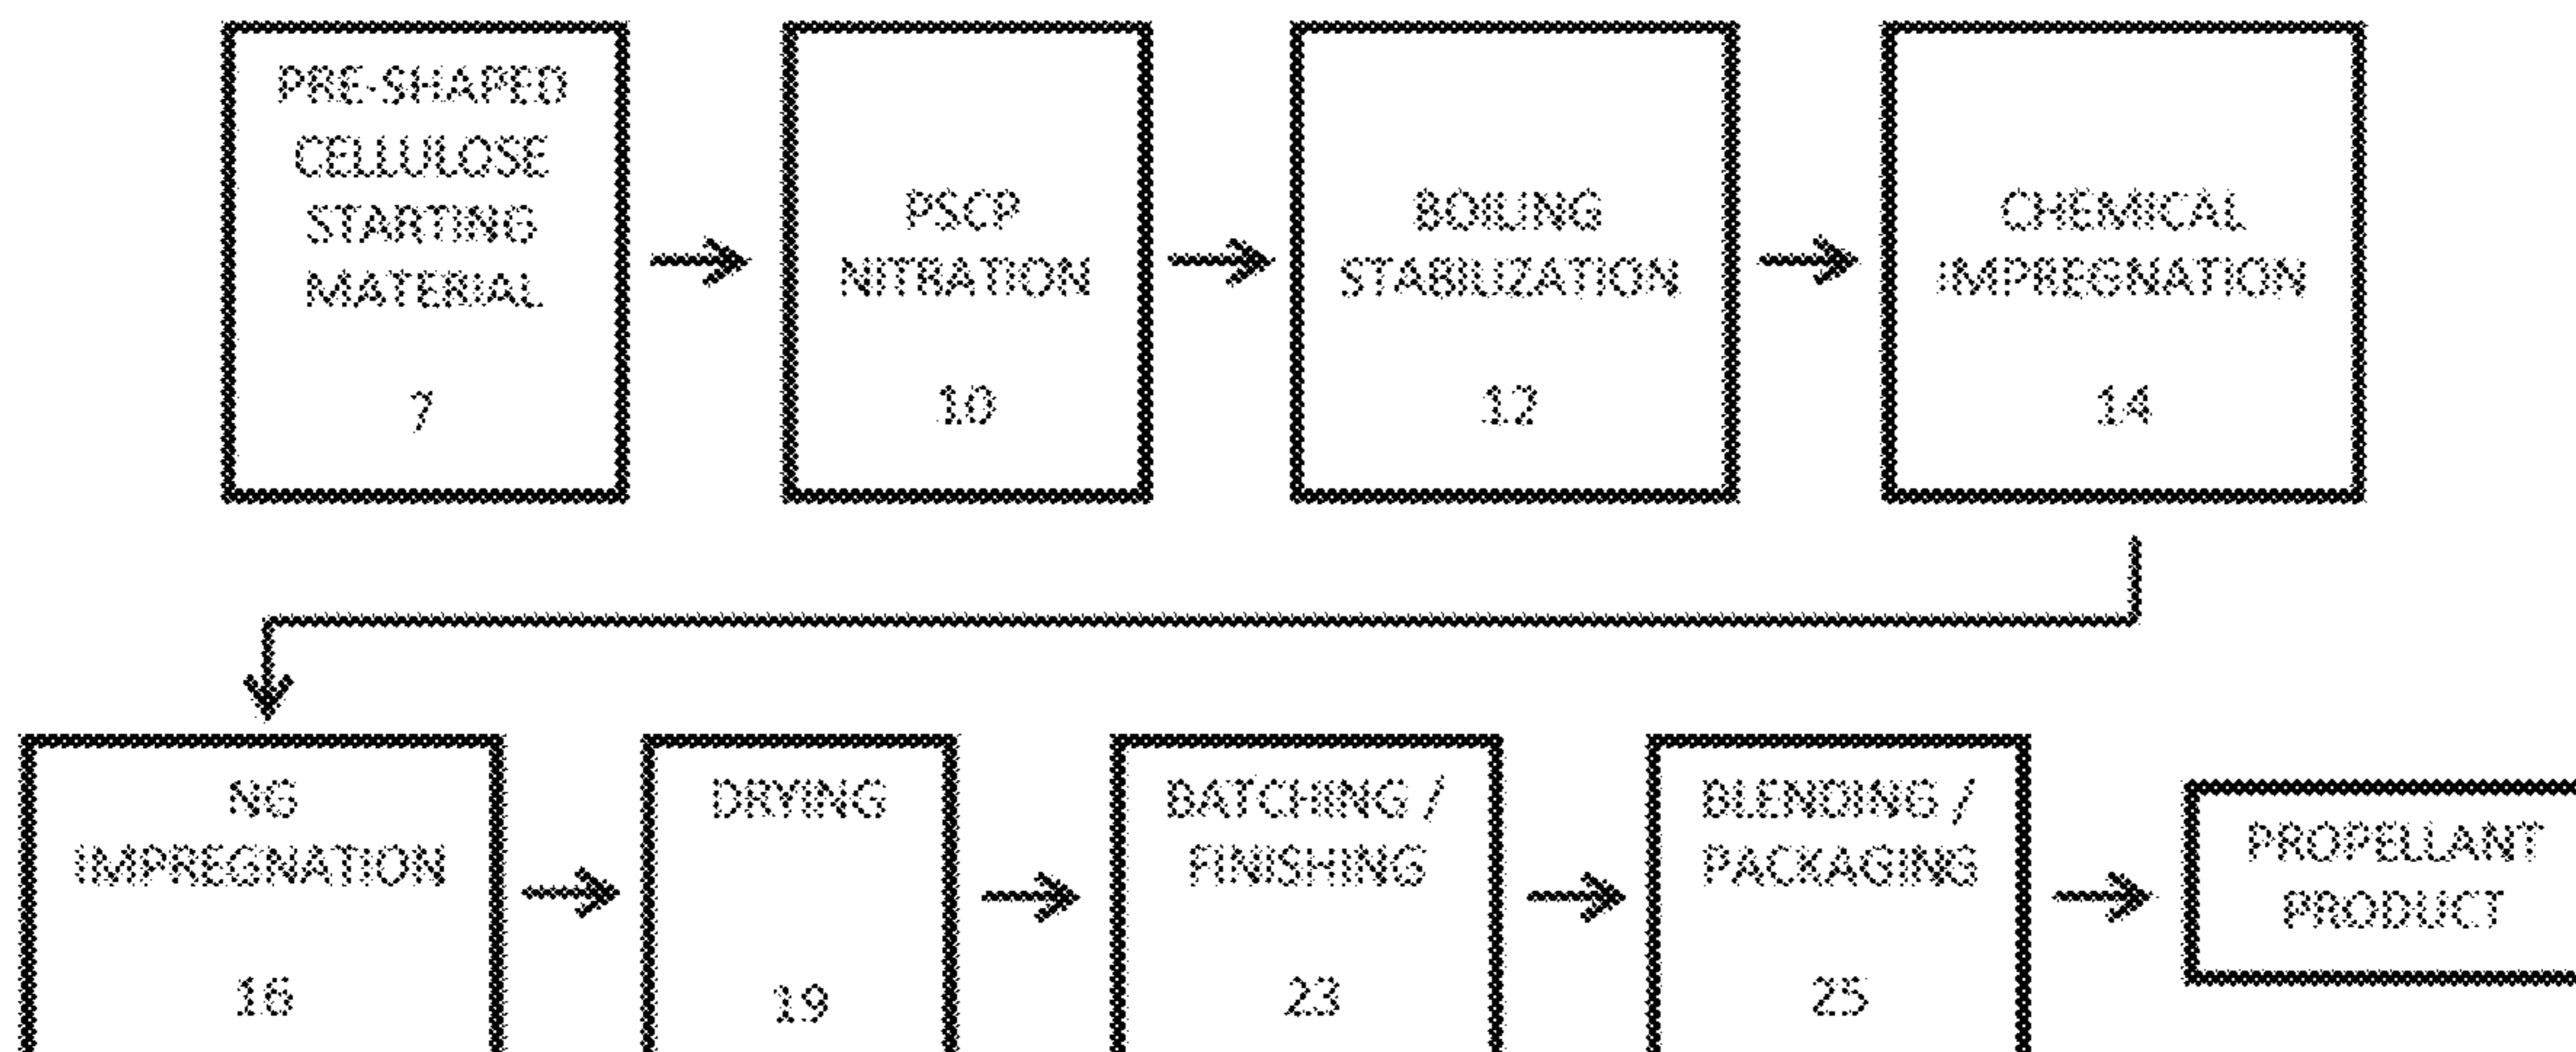 PRE-SHAPED
CELLULOSE
STARTING
MATERIAL
7
PSCP
NITRATION
10
BOILING
STABILIZATION
12
CHEMICAL
IMPREGNATION
14
NG
IMPREGNATION
16
DRYING
19
BATCHING /
FINISHING
23
BLENDING /
PACKAGING
25
PROPELLANT
PRODUCT